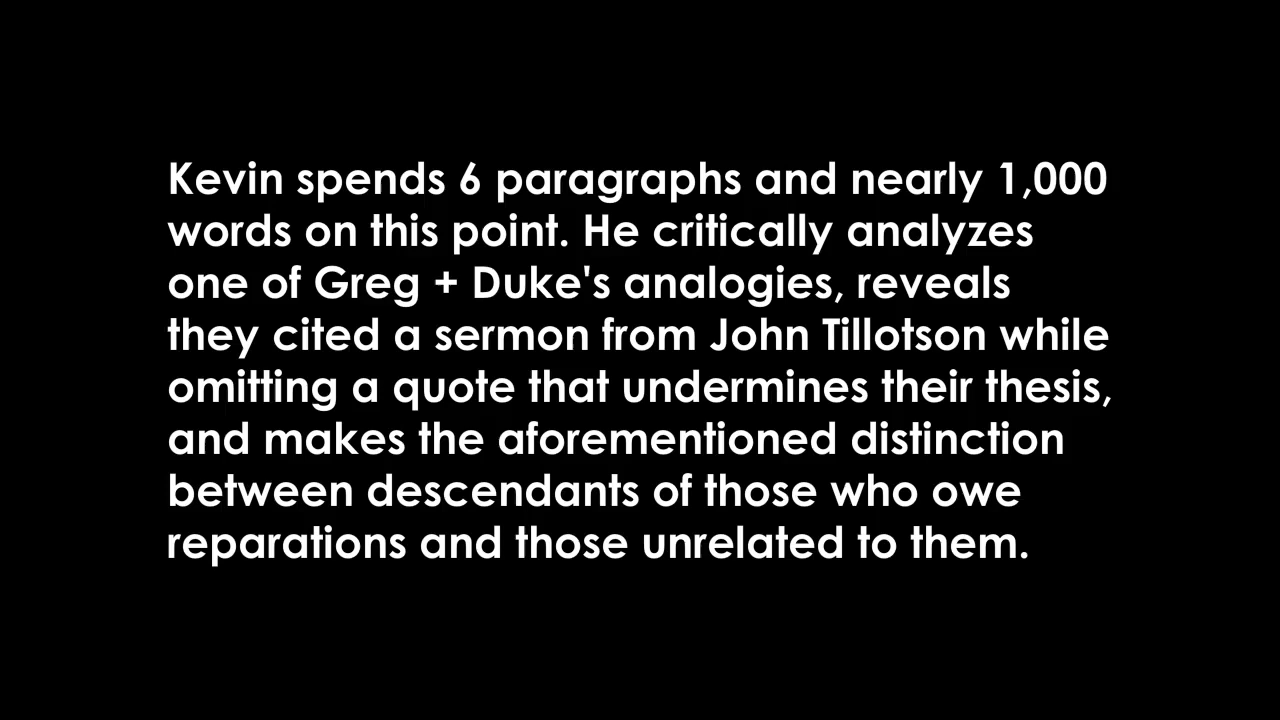 Kevin spends 6 paragraphs and nearly 1,000
words on this point. He critically analyzes
one of Greg + Duke's analogies, reveals
they cited a sermon from John Tillotson while
omitting a quote that undermines their thesis,
and makes the aforementioned distinction
between descendants of those who owe
reparations and those unrelated to them.